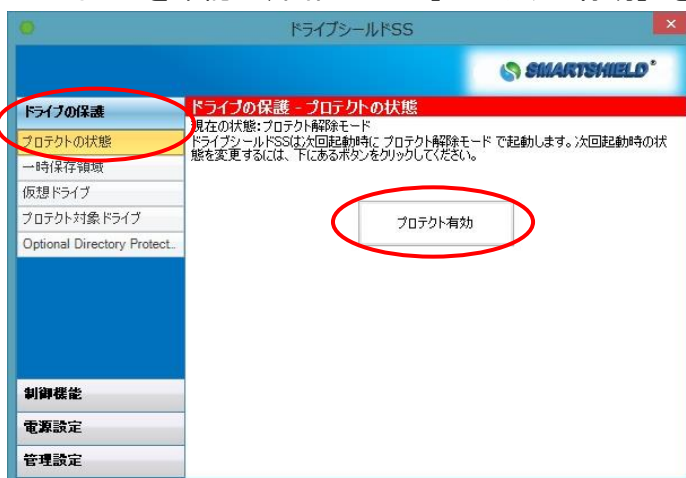 ドライブシールドSS
SMARTSHIELD
ドライブの保護
プロテクトの状態
一時保存領域
仮想ドライブ
プロテクト対象ドライブ
Optional Directory Protect..
制御機能
電源設定
管理設定
ドライブの保護 - プロテクトの状態
現在の状態:プロテクト解除モード
ドライブシールドSSは次回起動時に プロテクト解除モード で起動します。次回起動時の状
態を変更するには、下にあるボタンをクリックしてください。
プロテクト有効